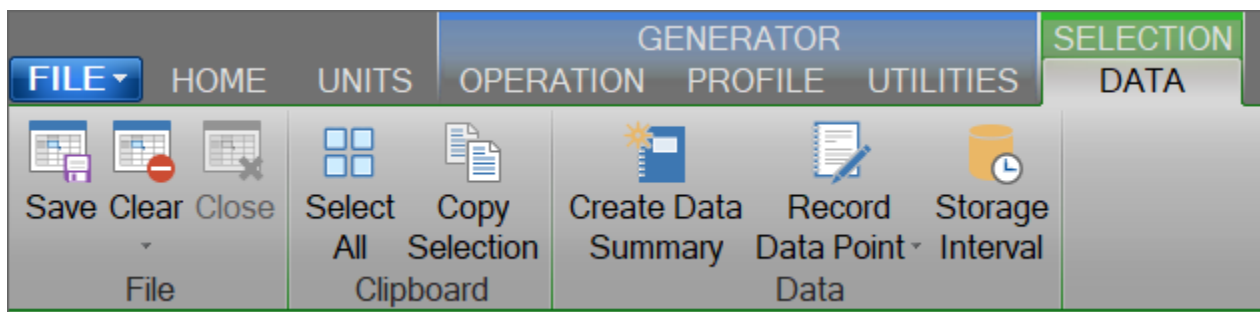 GENERATOR SELECTION
FILE HOME UNITS OPERATION PROFILE UTILITIES DATA
Save Clear Close Select Copy Create Data Record Storage
All Selection Summary Data Point Interval
File Clipboard Data